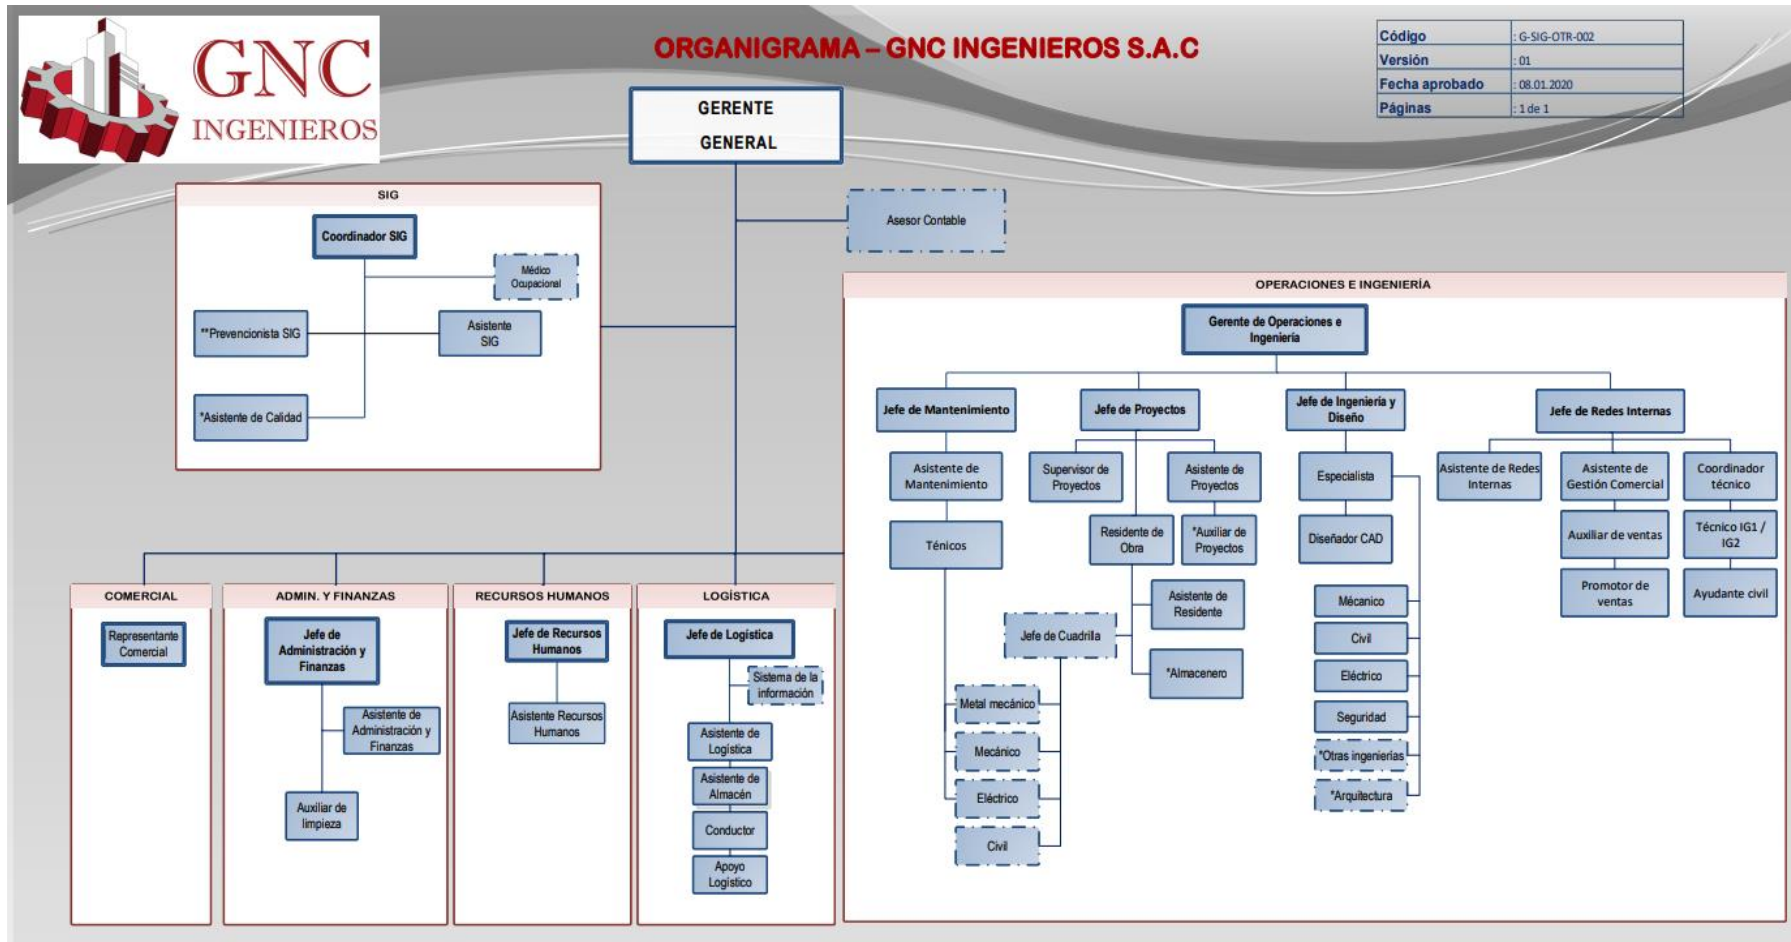 GNC
INGENIEROS
ORGANIGRAMA – GNC INGENIEROS S.A.C
Código : G-SIG-OTR-002
Versión : 01
Fecha aprobado : 08.01.2020
Páginas : 1 de 1
GERENTE
GENERAL
Asesor Contable
SIG
Coordinador SIG
Médico
Ocupacional
**Prevencionista SIG
Asistente
SIG
*Asistente de Calidad
OPERACIONES E INGENIERÍA
Gerente de Operaciones e
Ingeniería
Jefe de Mantenimiento
Asistente de
Mantenimiento
Ténicos
Jefe de Proyectos
Supervisor de
Proyectos
Asistente de
Proyectos
Residente de
Obra
*Auxiliar de
Proyectos
Asistente de
Residente
Jefe de Cuadrilla
*Almacenero
Metal mecánico
Mecánico
Eléctrico
Civil
Jefe de Ingeniería y
Diseño
Especialista
Diseñador CAD
Mécanico
Civil
Eléctrico
Seguridad
*Otras ingenierías
*Arquitectura
Jefe de Redes Internas
Asistente de Redes
Internas
Asistente de
Gestión Comercial
Auxiliar de ventas
Promotor de
ventas
Coordinador
técnico
Técnico IG1 /
IG2
Ayudante civil
COMERCIAL
Representante
Comercial
ADMIN. Y FINANZAS
Jefe de
Administración y
Finanzas
Asistente de
Administración y
Finanzas
Auxiliar de
limpieza
RECURSOS HUMANOS
Jefe de Recursos
Humanos
Asistente Recursos
Humanos
LOGÍSTICA
Jefe de Logística
Sistema de la
información
Asistente de
Logística
Asistente de
Almacén
Conductor
Apoyo
Logístico